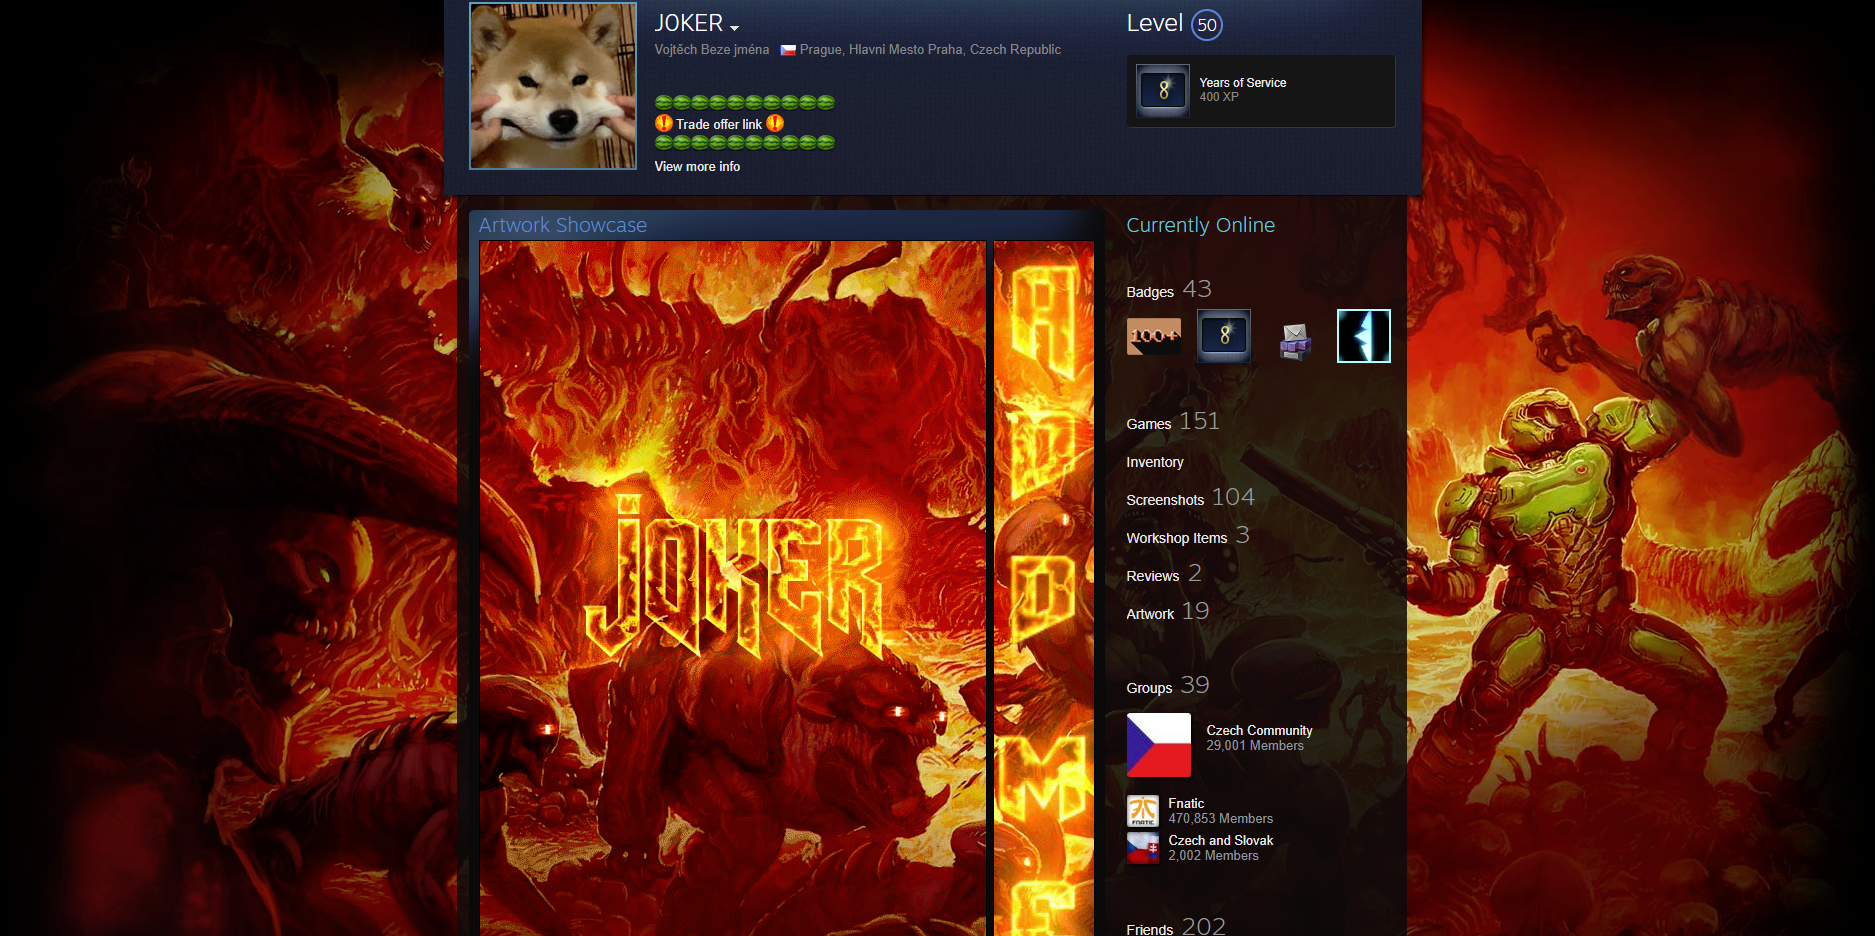 JOKER
Vojtěch Beze jména Prague, Hlavni Mesto Praha, Czech Republic
Trade offer link
View more info
Level 50
8
Years of Service
400 XP
Artwork Showcase
JOKER
Currently Online
Badges 43
100+
8
Games 151
Inventory
Screenshots 104
Workshop Items 3
Reviews 2
Artwork 19
Groups 39
Czech Community
29,001 Members
FNATIC
Fnatic
470,853 Members
Czech and Slovak
2,002 Members
Friends 202